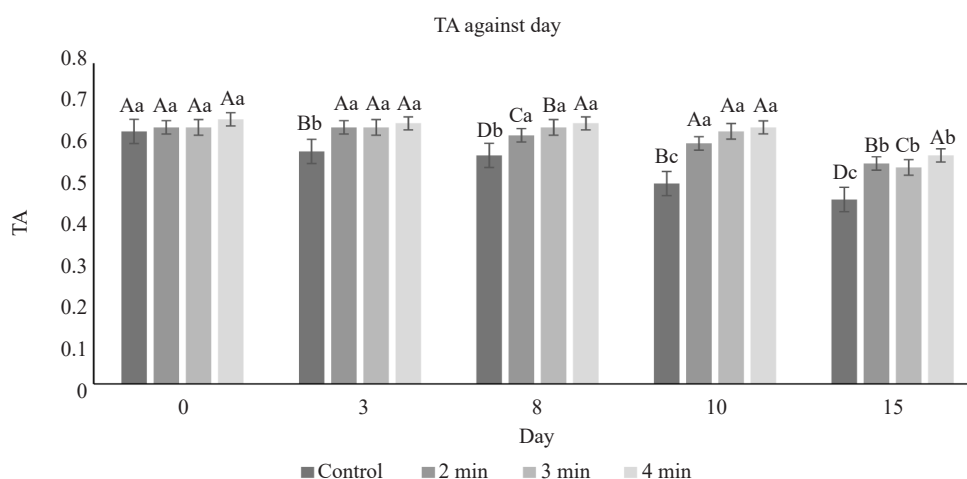 TA against day
0.8
0.7
0.6
0.5
0.4
0.3
0.2
0.1
0
TA
Aa Aa Aa Aa
Bb Aa Aa Aa
Db Ca Ba Aa
Bc Aa Aa Aa
Dc Bb Cb Ab
0 3 8 10 15
Day
Control 2 min 3 min 4 min